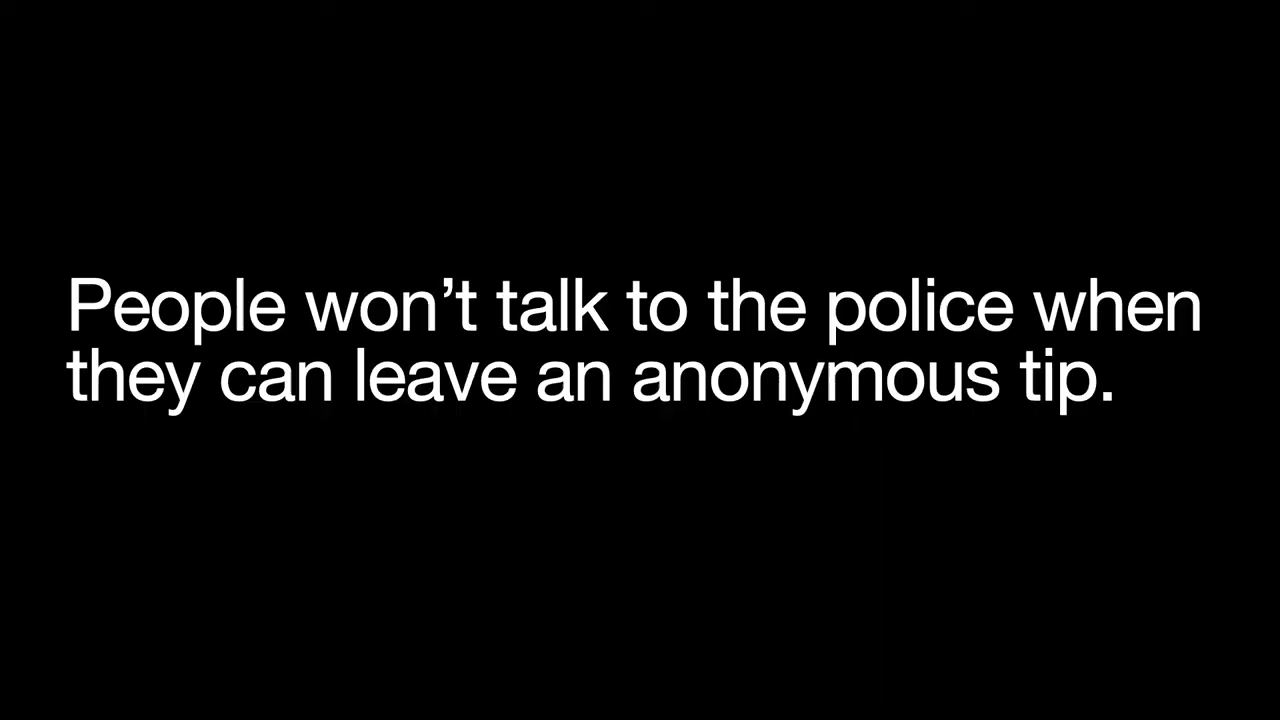 People won’t talk to the police when
they can leave an anonymous tip.